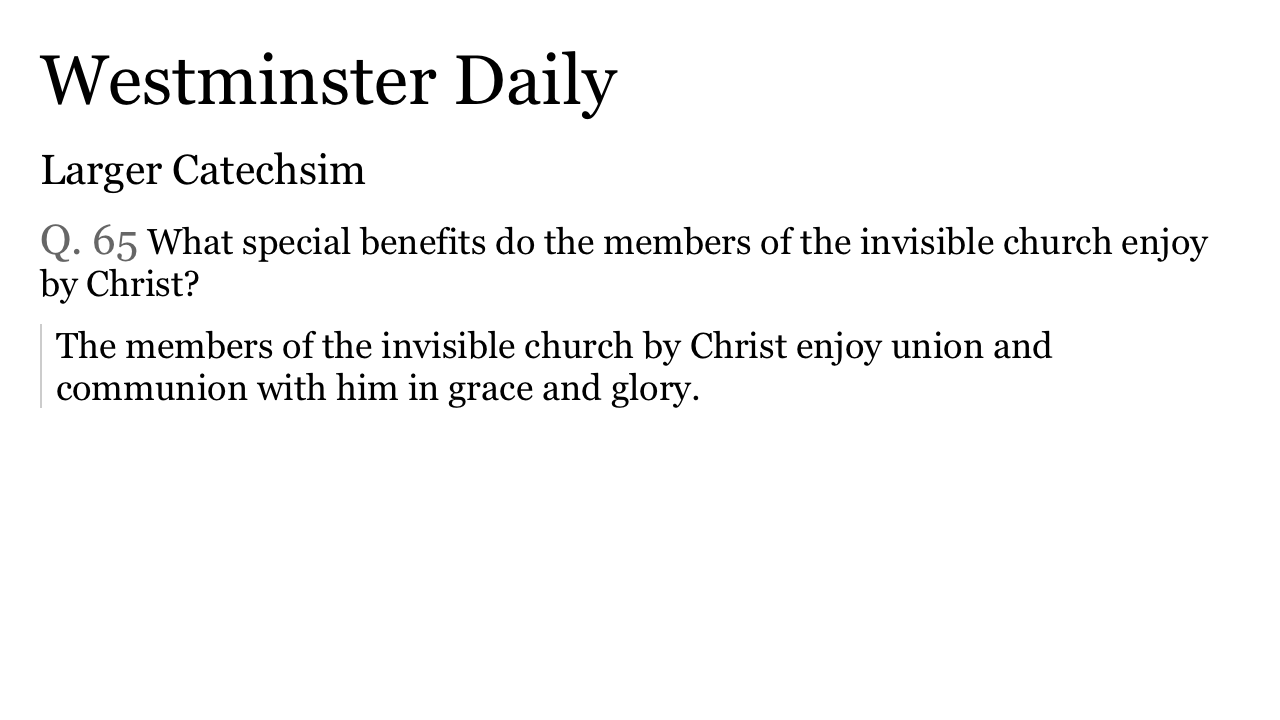 Westminster Daily
Larger Catechsim
Q. 65 What special benefits do the members of the invisible church enjoy
by Christ?
The members of the invisible church by Christ enjoy union and
communion with him in grace and glory.